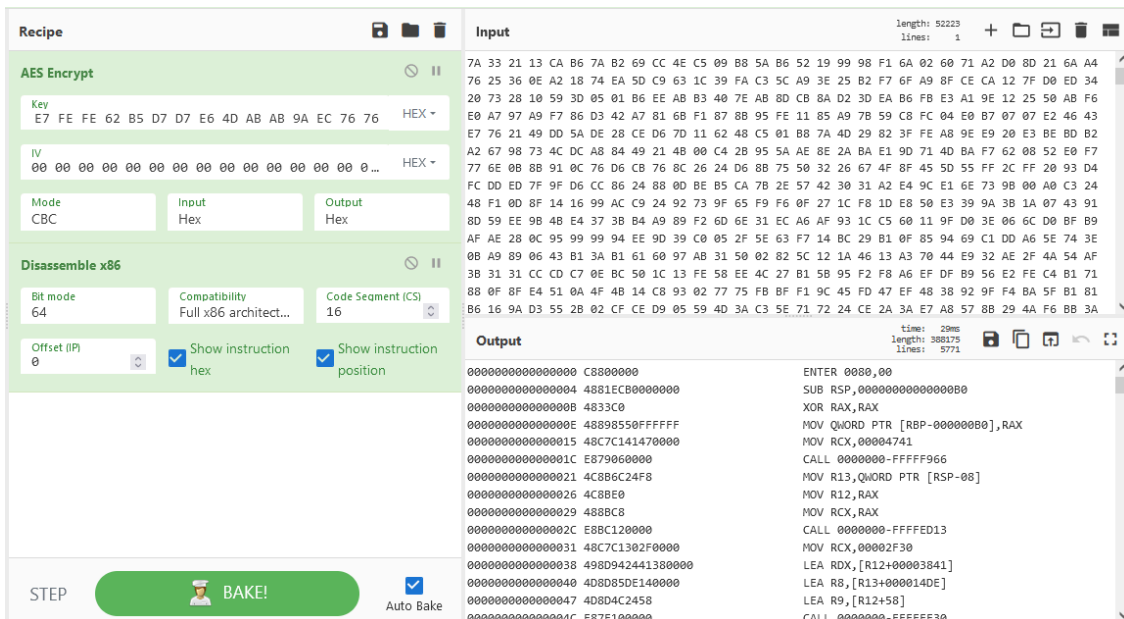 Recipe
AES Encrypt
Key
E7 FE FE 62 B5 D7 D7 E6 4D AB AB 9A EC 76 76
HEX
IV
00 00 00 00 00 00 00 00 00 00 00 00 00 00 0...
HEX
Mode
CBC
Input
Hex
Output
Hex
Disassemble x86
Bit mode
64
Compatibility
Full x86 architect...
Code Segment (CS)
16
Offset (IP)
0
Show instruction hex
Show instruction position
STEP
BAKE!
Auto Bake
Input
length: 52223
lines: 1
7A 33 21 13 CA B6 7A B2 69 CC 4E C5 09 B8 5A B6 52 19 99 98 F1 6A 02 60 71 A2 D0 8D 21 6A A4
76 25 36 0E A2 18 74 EA 5D C9 63 1C 39 FA C3 5C A9 3E 25 B2 F7 6F A9 8F CE CA 12 7F D0 ED 34
20 73 28 10 59 3D 05 01 B6 EE AB B3 40 7E AB 8D CB 8A D2 3D EA B6 FB E3 A1 9E 12 25 50 AB F6
E0 A7 97 A9 F7 86 D3 42 A7 81 6B F1 87 8B 95 FE 11 85 A9 7B 59 C8 FC 04 E0 B7 07 07 E2 46 43
E7 76 21 49 DD 5A DE 28 CE D6 7D 11 62 48 C5 01 B8 7A 4D 29 82 3F FE A8 9E E9 20 E3 BE BD B2
A2 67 98 73 4C DC A8 84 49 21 4B 00 C4 2B 95 5A AE 8E 2A BA E1 9D 71 4D BA F7 62 08 52 E0 F7
77 6E 0B 8B 91 0C 76 D6 CB 76 8C 26 24 D6 8B 75 50 32 26 67 4F 8F 45 5D 55 FF 2C FF 20 93 D4
FC DD ED 7F 9F D6 CC 86 24 88 0D BE B5 CA 7B 2E 57 42 30 31 A2 E4 9C E1 6E 73 9B 00 A0 C3 24
48 F1 0D 8F 14 16 99 AC C9 24 92 73 9F 65 F9 F6 0F 27 1C F8 1D E8 50 E3 39 9A 3B 1A 07 43 91
8D 59 EE 9B 4B E4 37 3B B4 A9 89 F2 6D 6E 31 EC A6 AF 93 1C C5 60 11 9F D0 3E 06 6C D0 BF B9
AF AE 28 0C 95 99 99 94 EE 9D 39 C0 05 2F 5E 63 F7 14 BC 29 B1 0F 85 94 69 C1 DD A6 5E 74 3E
0B A9 89 06 43 B1 3A B1 61 60 97 AB 31 50 02 82 5C 12 1A 46 13 A3 70 44 E9 32 AE 2F 4A 54 AF
3B 31 31 CC CD C7 0E BC 50 1C 13 FE 58 EE 4C 27 B1 5B 95 F2 F8 A6 EF DF B9 56 E2 FE C4 B1 71
88 0F 8F E4 51 0A 4F 4B 14 C8 93 02 77 75 FB BF F1 9C 45 FD 47 EF 48 38 92 9F F4 BA 5F B1 81
B6 16 9A D3 55 2B 02 CF CE D9 05 59 4D 3A C3 5E 71 72 24 CE 2A 3A E7 A8 57 8B 29 4A F6 BB 3A
Output
time: 29ms
length: 388175
lines: 5771
0000000000000000 C8800000 ENTER 0080,00
0000000000000004 4881ECB0000000 SUB RSP,00000000000000B0
000000000000000B 4833C0 XOR RAX,RAX
000000000000000E 48898550FFFFFF MOV QWORD PTR [RBP-000000B0],RAX
0000000000000015 48C7C141470000 MOV RCX,00004741
000000000000001C E879060000 CALL 0000000-FFFFF966
0000000000000021 4C8B6C24F8 MOV R13,QWORD PTR [RSP-08]
0000000000000026 4C8BE0 MOV R12,RAX
0000000000000029 488BC8 MOV RCX,RAX
000000000000002C E8BC120000 CALL 0000000-FFFFED13
0000000000000031 48C7C1302F0000 MOV RCX,00002F30
0000000000000038 498D942441380000 LEA RDX,[R12+00003841]
0000000000000040 4D8D85DE140000 LEA R8,[R13+000014DE]
0000000000000047 4D8D4C2458 LEA R9,[R12+58]